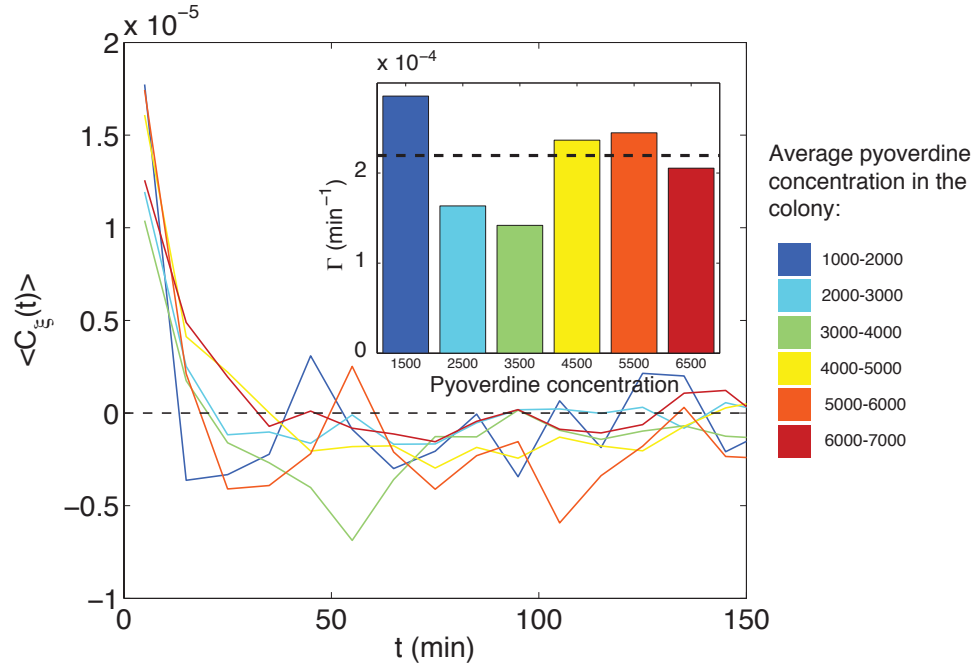 x 10⁻⁵
2
1.5
1
0.5
0
−0.5
−1
<C_ξ(t)>
0
50
100
150
t (min)
x 10⁻⁴
2
1
0
Γ (min⁻¹)
1500
2500
3500
4500
5500
6500
Pyoverdine concentration
Average pyoverdine
concentration in the
colony:
1000-2000
2000-3000
3000-4000
4000-5000
5000-6000
6000-7000